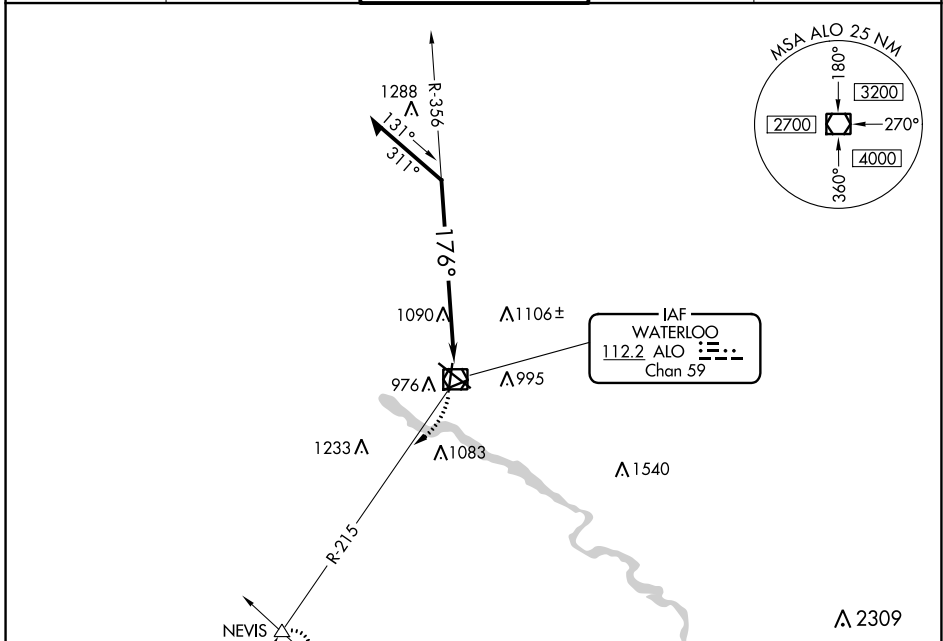 MSA ALO 25 NM
180°
3200
2700
270°
4000
360°
R-356
1288
131°
311°
176°
1090
1106±
IAF
WATERLOO
112.2 ALO
Chan 59
976
995
1233
1083
1540
R-215
NEVIS
2309